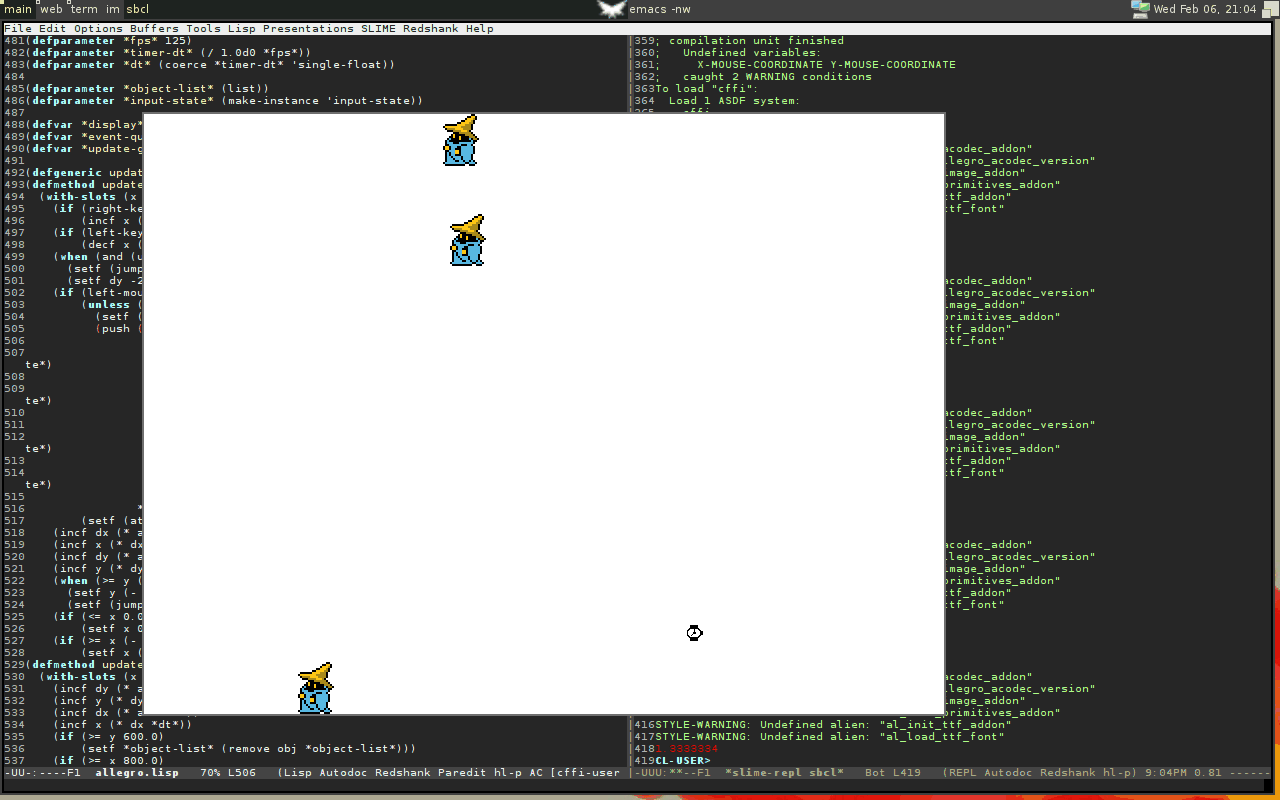 main web term im sbcl emacs -nw Wed Feb 06, 21:04
File Edit Options Buffers Tools Lisp Presentations SLIME Redshank Help
481(defparameter *fps* 125)
482(defparameter *timer-dt* (/ 1.0d0 *fps*))
483(defparameter *dt* (coerce *timer-dt* 'single-float))
484
485(defparameter *object-list* (list))
486(defparameter *input-state* (make-instance 'input-state))
487
488(defvar *display*
489(defvar *event-qu
490(defvar *update-g
491
492(defgeneric updat
493(defmethod update
494  (with-slots (x
495    (if (right-ke
496        (incf x (
497    (if (left-key
498        (decf x (
499    (when (and (u
500      (setf (jump
501      (setf dy -2
502    (if (left-mou
503        (unless (
504          (setf (
505          (push (
506
507
te*)
508
509
te*)
510
511
512
te*)
513
514
te*)
515
516                *
517        (setf (at
518    (incf dx (* a
519    (incf x (* dx
520    (incf dy (* a
521    (incf y (* dy
522    (when (>= y (
523      (setf y (-
524      (setf (jump
525    (if (<= x 0.0
526        (setf x 0
527    (if (>= x (-
528        (setf x (
529(defmethod update
530  (with-slots (x
531    (incf dy (* a
532    (incf y (* dy
533    (incf dx (* a
534    (incf x (* dx *dt*))
535    (if (>= y 600.0)
536        (setf *object-list* (remove obj *object-list*)))
537    (if (>= x 800.0)
-UU-:----F1  allegro.lisp   70% L506   (Lisp Autodoc Redshank Paredit hl-p AC [cffi-user
359; compilation unit finished
360;   Undefined variables:
361;     X-MOUSE-COORDINATE Y-MOUSE-COORDINATE
362;   caught 2 WARNING conditions
363To load "cffi":
364  Load 1 ASDF system:
acodec_addon"
llegro_acodec_version"
image_addon"
primitives_addon"
ttf_addon"
ttf_font"
acodec_addon"
llegro_acodec_version"
image_addon"
primitives_addon"
ttf_addon"
ttf_font"
acodec_addon"
llegro_acodec_version"
image_addon"
primitives_addon"
ttf_addon"
ttf_font"
acodec_addon"
llegro_acodec_version"
image_addon"
primitives_addon"
ttf_addon"
ttf_font"
acodec_addon"
llegro_acodec_version"
image_addon"
primitives_addon"
416STYLE-WARNING: Undefined alien: "al_init_ttf_addon"
417STYLE-WARNING: Undefined alien: "al_load_ttf_font"
4181.3333334
419CL-USER>
-UUU:**--F1  *slime-repl sbcl*   Bot L419   (REPL Autodoc Redshank hl-p) 9:04PM 0.81 ------